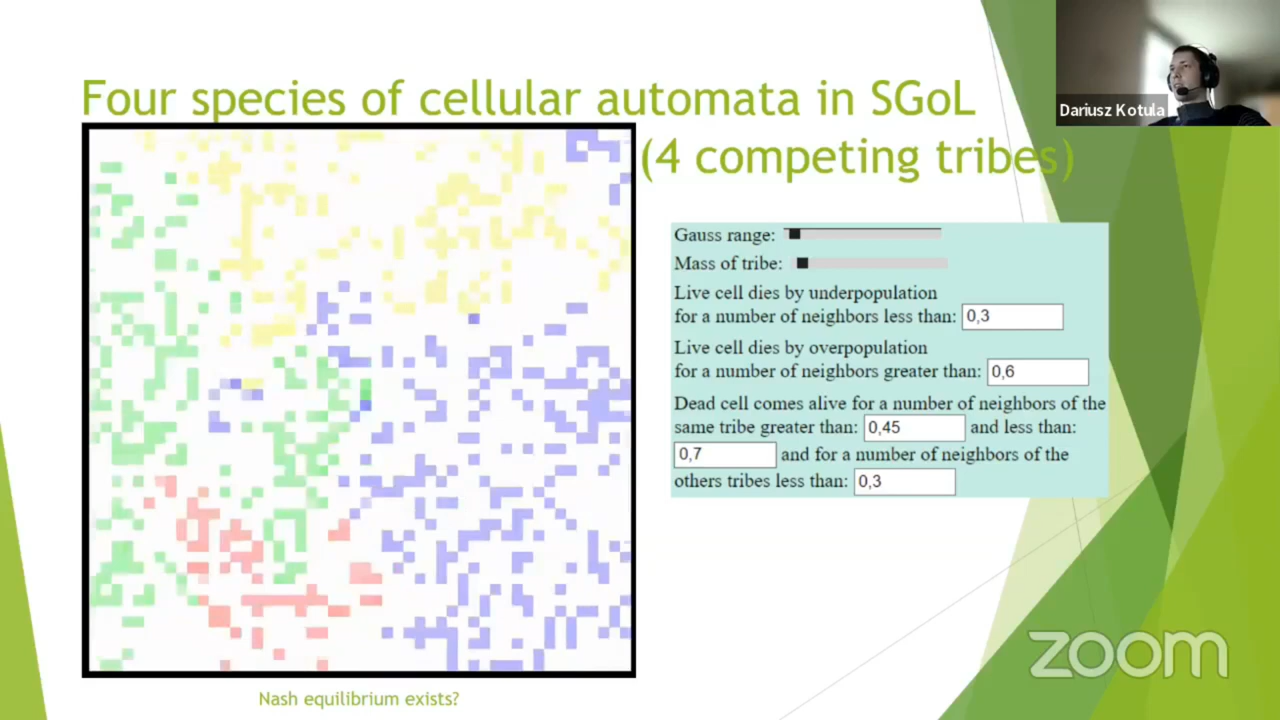 Four species of cellular automata in SGoL
(4 competing tribes)
Dariusz Kotula
Gauss range:
Mass of tribe:
Live cell dies by underpopulation
for a number of neighbors less than: 0,3
Live cell dies by overpopulation
for a number of neighbors greater than: 0,6
Dead cell comes alive for a number of neighbors of the
same tribe greater than: 0,45 and less than:
0,7 and for a number of neighbors of the
others tribes less than: 0,3
Nash equilibrium exists?
zoom